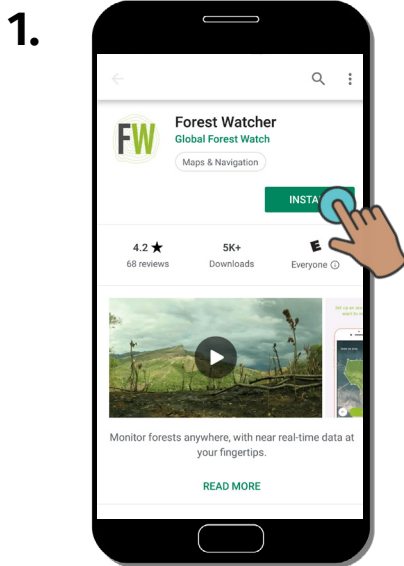 1.
FW
Forest Watcher
Global Forest Watch
Maps & Navigation
4.2 ★
5K+
E
68 reviews
Downloads
Everyone
Monitor forests anywhere, with near real-time data at
your fingertips.
READ MORE